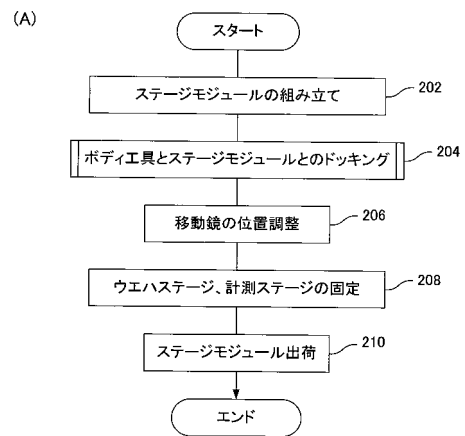 (A)
スタート
ステージモジュールの組み立て
202
ボディ工具とステージモジュールとのドッキング
204
移動鏡の位置調整
206
ウエハステージ、計測ステージの固定
208
ステージモジュール出荷
210
エンド